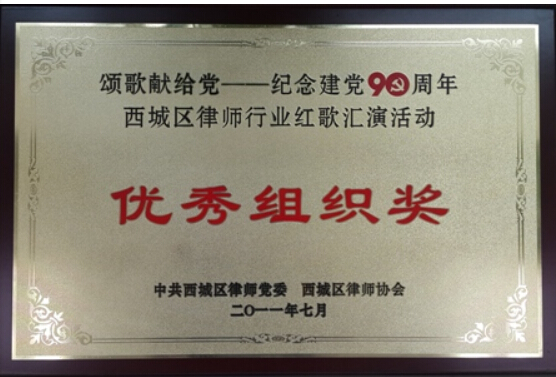 颂歌献给党——纪念建党90周年
西城区律师行业红歌汇演活动
优秀组织奖
中共西城区律师党委 西城区律师协会
二〇一一年七月